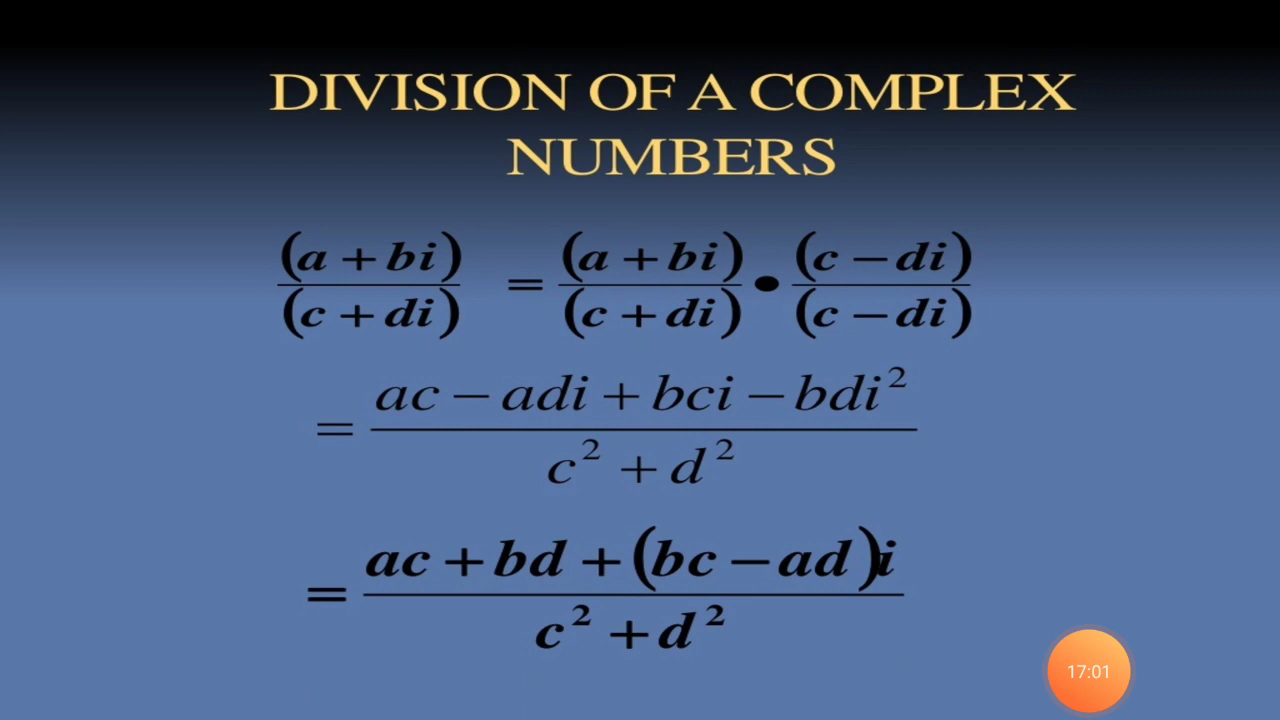 DIVISION OF A COMPLEX
NUMBERS
(a + bi)/(c + di) = (a + bi)/(c + di) • (c − di)/(c − di)
= (ac − adi + bci − bdi²)/(c² + d²)
= (ac + bd + (bc − ad)i)/(c² + d²)
17:01